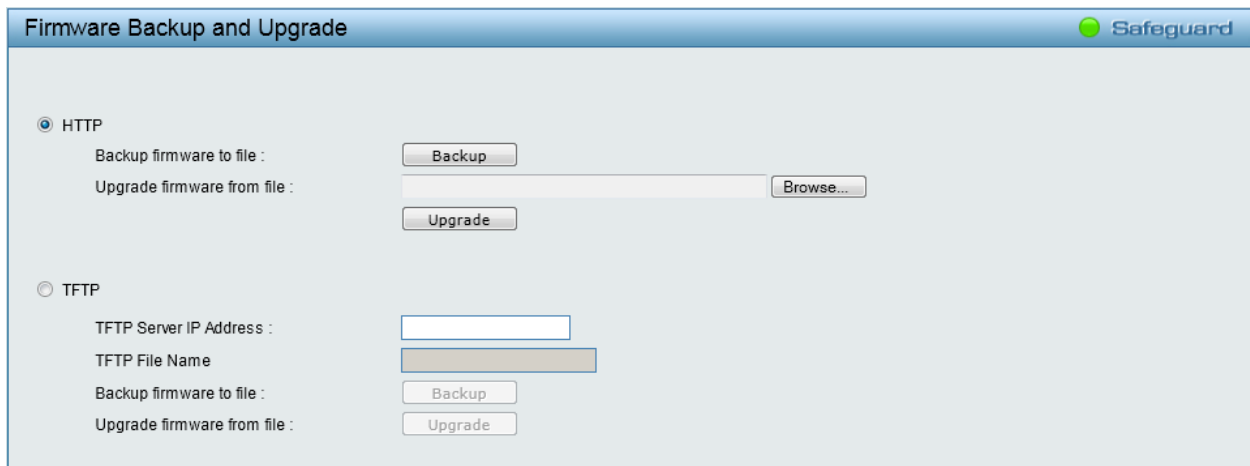 Firmware Backup and Upgrade Safeguard
HTTP
Backup firmware to file : Backup
Upgrade firmware from file : Browse...
Upgrade
TFTP
TFTP Server IP Address :
TFTP File Name
Backup firmware to file : Backup
Upgrade firmware from file : Upgrade